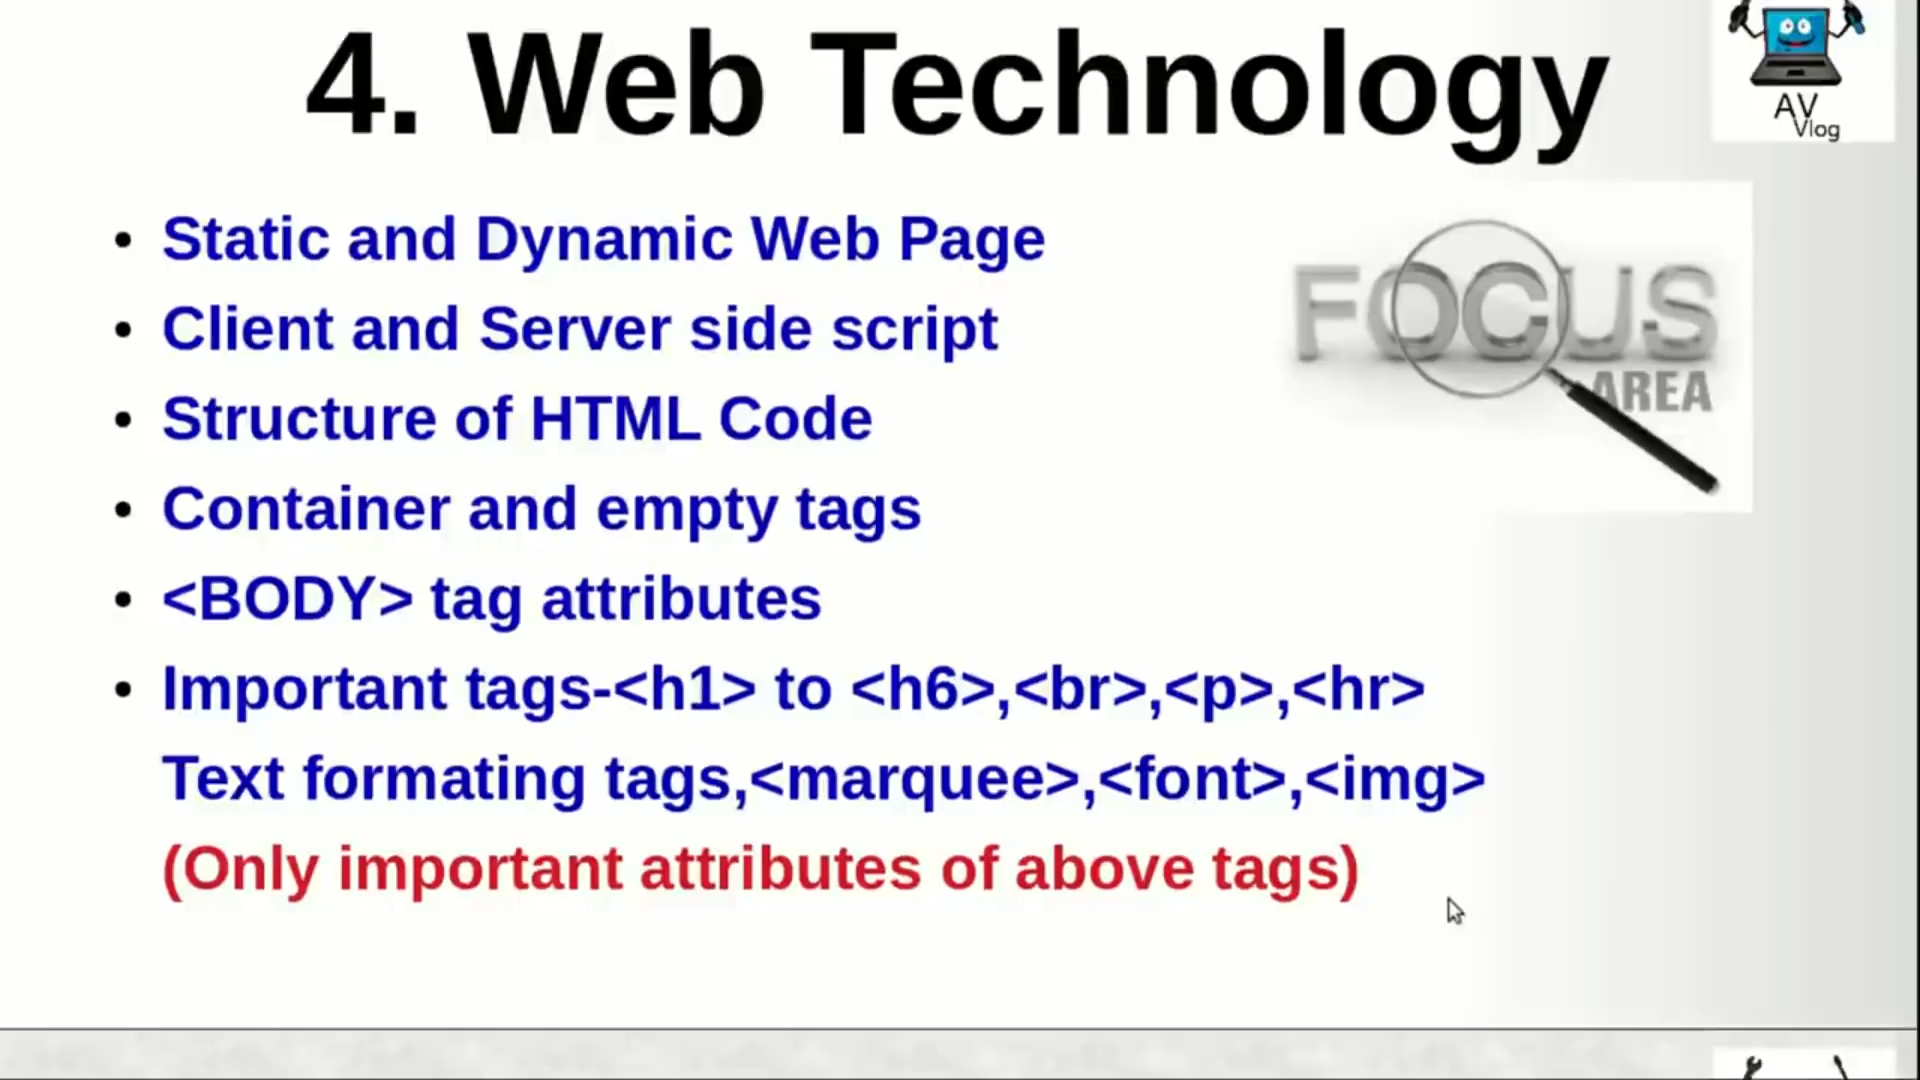 4. Web Technology
AV
Vlog
• Static and Dynamic Web Page
• Client and Server side script
• Structure of HTML Code
• Container and empty tags
• <BODY> tag attributes
• Important tags-<h1> to <h6>,<br>,<p>,<hr>
Text formating tags,<marquee>,<font>,<img>
(Only important attributes of above tags)
FOCUS
AREA